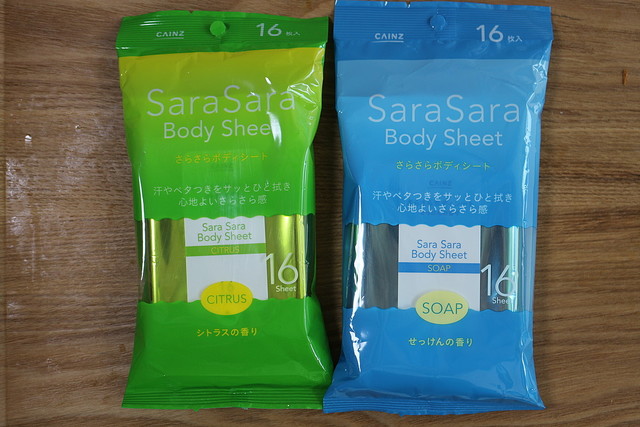 CAINZ
16 枚入
SaraSara
Body Sheet
さらさらボディシート
汗やベタつきをサッとひと拭き
心地よいさらさら感
Sara Sara
Body Sheet
CITRUS
16
Sheet
CITRUS
シトラスの香り
CAINZ
16 枚入
SaraSara
Body Sheet
さらさらボディシート
CAINZ
汗やベタつきをサッとひと拭き
心地よいさらさら感
Sara Sara
Body Sheet
SOAP
16
Sheet
SOAP
せっけんの香り